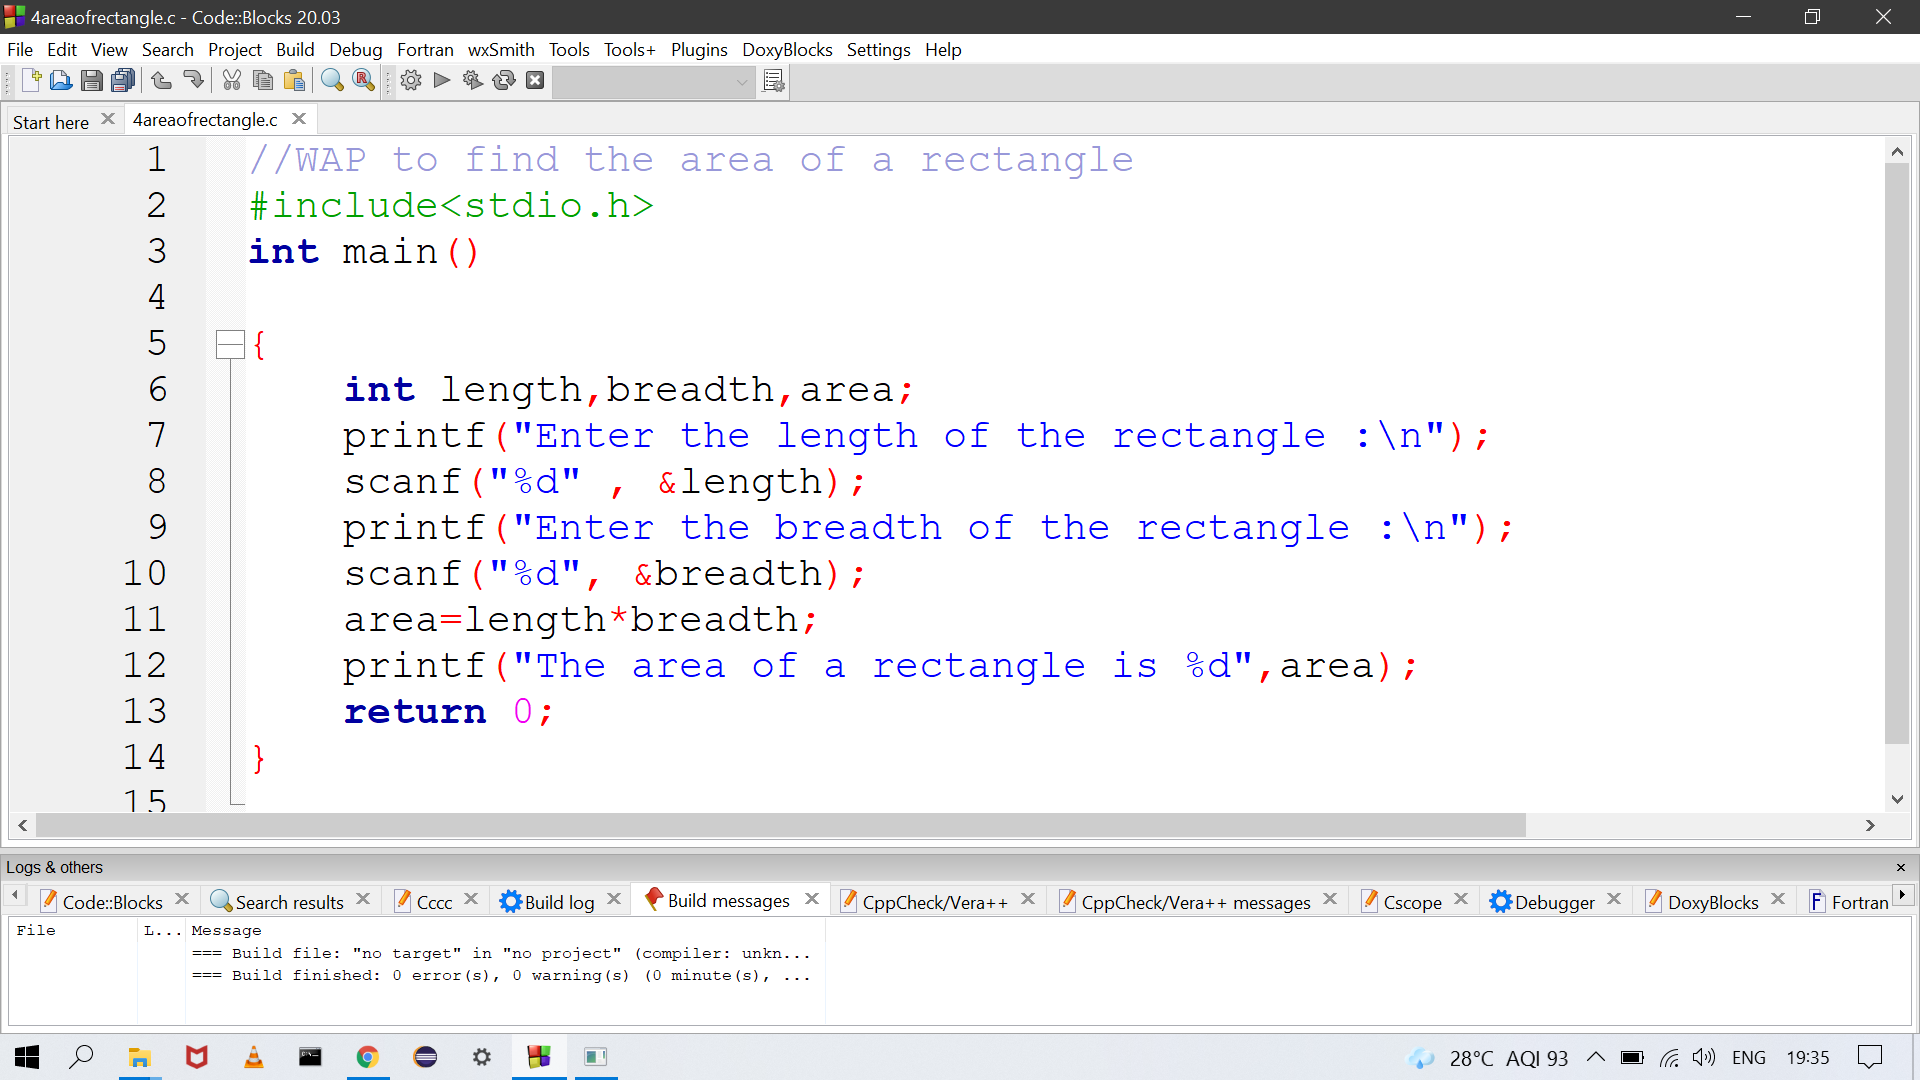 4areaofrectangle.c - Code::Blocks 20.03
File Edit View Search Project Build Debug Fortran wxSmith Tools Tools+ Plugins DoxyBlocks Settings Help
Start here 4areaofrectangle.c
1 //WAP to find the area of a rectangle
2 #include<stdio.h>
3 int main()
4
5 {
6 int length,breadth,area;
7 printf("Enter the length of the rectangle :\n");
8 scanf("%d" , &length);
9 printf("Enter the breadth of the rectangle :\n");
10 scanf("%d", &breadth);
11 area=length*breadth;
12 printf("The area of a rectangle is %d",area);
13 return 0;
14 }
15
Logs & others
Code::Blocks Search results Cccc Build log Build messages CppCheck/Vera++ CppCheck/Vera++ messages Cscope Debugger DoxyBlocks Fortran
File L... Message
=== Build file: "no target" in "no project" (compiler: unkn...
=== Build finished: 0 error(s), 0 warning(s) (0 minute(s), ...
28°C AQI 93 ENG 19:35